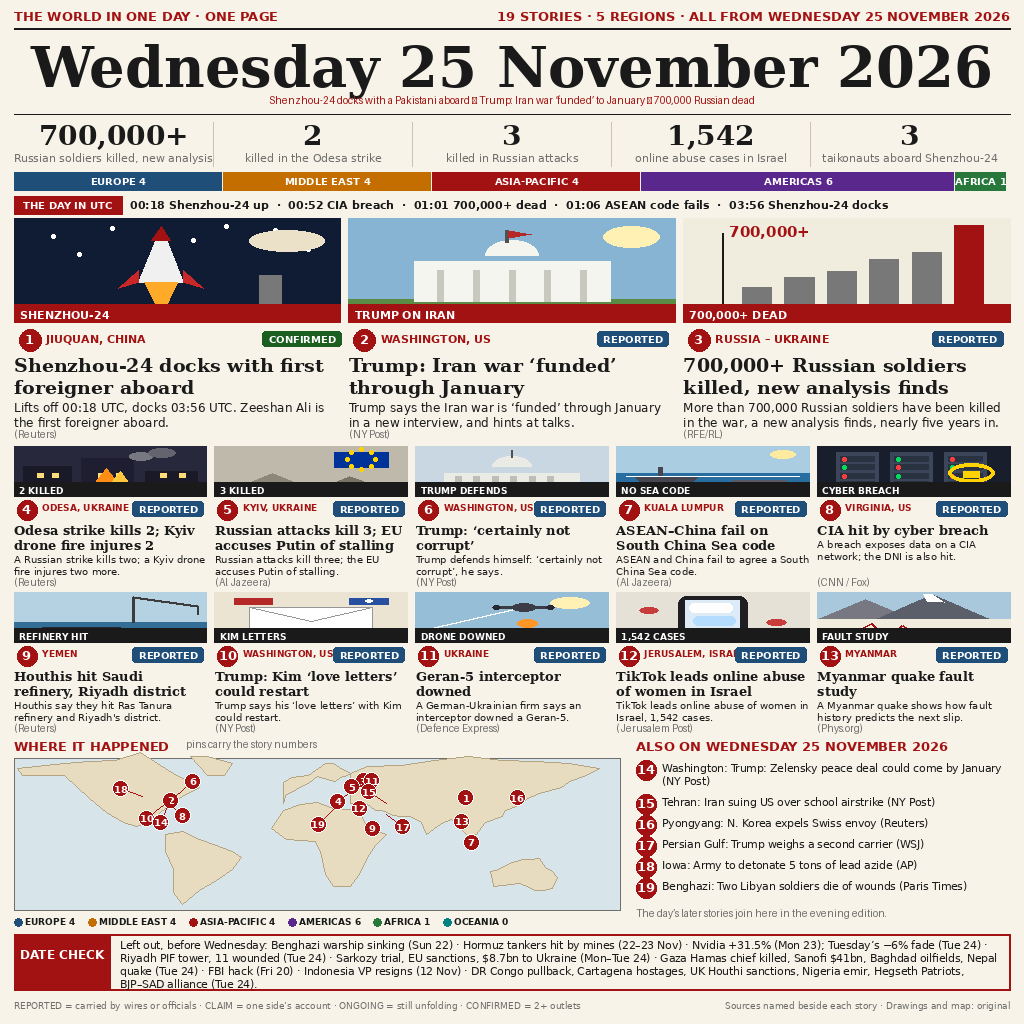 THE WORLD IN ONE DAY · ONE PAGE
19 STORIES · 5 REGIONS · ALL FROM WEDNESDAY 25 NOVEMBER 2026
Wednesday 25 November 2026
Shenzhou-24 docks with a Pakistani aboard Trump: Iran war ‘funded’ to January 700,000 Russian dead
700,000+
Russian soldiers killed, new analysis
2
killed in the Odesa strike
3
killed in Russian attacks
1,542
online abuse cases in Israel
3
taikonauts aboard Shenzhou-24
EUROPE 4
MIDDLE EAST 4
ASIA-PACIFIC 4
AMERICAS 6
AFRICA 1
THE DAY IN UTC
00:18 Shenzhou-24 up · 00:52 CIA breach · 01:01 700,000+ dead · 01:06 ASEAN code fails · 03:56 Shenzhou-24 docks
SHENZHOU-24
1 JIUQUAN, CHINA
CONFIRMED
Shenzhou-24 docks with first
foreigner aboard
Lifts off 00:18 UTC, docks 03:56 UTC. Zeeshan Ali is
the first foreigner aboard.
(Reuters)
TRUMP ON IRAN
2 WASHINGTON, US
REPORTED
Trump: Iran war ‘funded’
through January
Trump says the Iran war is ‘funded’ through January
in a new interview, and hints at talks.
(NY Post)
700,000+
700,000+ DEAD
3 RUSSIA – UKRAINE
REPORTED
700,000+ Russian soldiers
killed, new analysis finds
More than 700,000 Russian soldiers have been killed
in the war, a new analysis finds, nearly five years in.
(RFE/RL)
2 KILLED
4 ODESA, UKRAINE
REPORTED
Odesa strike kills 2; Kyiv
drone fire injures 2
A Russian strike kills two; a Kyiv drone
fire injures two more.
(Reuters)
3 KILLED
5 KYIV, UKRAINE
REPORTED
Russian attacks kill 3; EU
accuses Putin of stalling
Russian attacks kill three; the EU
accuses Putin of stalling.
(Al Jazeera)
TRUMP DEFENDS
6 WASHINGTON, US
REPORTED
Trump: ‘certainly not
corrupt’
Trump defends himself: ‘certainly not
corrupt’, he says.
(NY Post)
NO SEA CODE
7 KUALA LUMPUR
REPORTED
ASEAN–China fail on
South China Sea code
ASEAN and China fail to agree a South
China Sea code.
(Al Jazeera)
CYBER BREACH
8 VIRGINIA, US
REPORTED
CIA hit by cyber breach
A breach exposes data on a CIA
network; the DNI is also hit.
(CNN / Fox)
REFINERY HIT
9 YEMEN
REPORTED
Houthis hit Saudi
refinery, Riyadh district
Houthis say they hit Ras Tanura
refinery and Riyadh's district.
(Reuters)
KIM LETTERS
10 WASHINGTON, US
REPORTED
Trump: Kim ‘love letters’
could restart
Trump says his ‘love letters’ with Kim
could restart.
(NY Post)
DRONE DOWNED
11 UKRAINE
REPORTED
Geran-5 interceptor
downed
A German-Ukrainian firm says an
interceptor downed a Geran-5.
(Defence Express)
1,542 CASES
12 JERUSALEM, ISRAEL
REPORTED
TikTok leads online abuse
of women in Israel
TikTok leads online abuse of women in
Israel, 1,542 cases.
(Jerusalem Post)
FAULT STUDY
13 MYANMAR
REPORTED
Myanmar quake fault
study
A Myanmar quake shows how fault
history predicts the next slip.
(Phys.org)
WHERE IT HAPPENED
pins carry the story numbers
18
6
2
10
14
8
5
11
15
4
12
19
9
17
1
16
13
7
EUROPE 4
MIDDLE EAST 4
ASIA-PACIFIC 4
AMERICAS 6
AFRICA 1
OCEANIA 0
ALSO ON WEDNESDAY 25 NOVEMBER 2026
14 Washington: Trump: Zelensky peace deal could come by January
(NY Post)
15 Tehran: Iran suing US over school airstrike (NY Post)
16 Pyongyang: N. Korea expels Swiss envoy (Reuters)
17 Persian Gulf: Trump weighs a second carrier (WSJ)
18 Iowa: Army to detonate 5 tons of lead azide (AP)
19 Benghazi: Two Libyan soldiers die of wounds (Paris Times)
The day's later stories join here in the evening edition.
DATE CHECK
Left out, before Wednesday: Benghazi warship sinking (Sun 22) · Hormuz tankers hit by mines (22–23 Nov) · Nvidia +31.5% (Mon 23); Tuesday’s −6% fade (Tue 24) ·
Riyadh PIF tower, 11 wounded (Tue 24) · Sarkozy trial, EU sanctions, $8.7bn to Ukraine (Mon–Tue 24) · Gaza Hamas chief killed, Sanofi $41bn, Baghdad oilfields, Nepal
quake (Tue 24) · FBI hack (Fri 20) · Indonesia VP resigns (12 Nov) · DR Congo pullback, Cartagena hostages, UK Houthi sanctions, Nigeria emir, Hegseth Patriots,
BJP–SAD alliance (Tue 24).
REPORTED = carried by wires or officials · CLAIM = one side's account · ONGOING = still unfolding · CONFIRMED = 2+ outlets
Sources named beside each story · Drawings and map: original